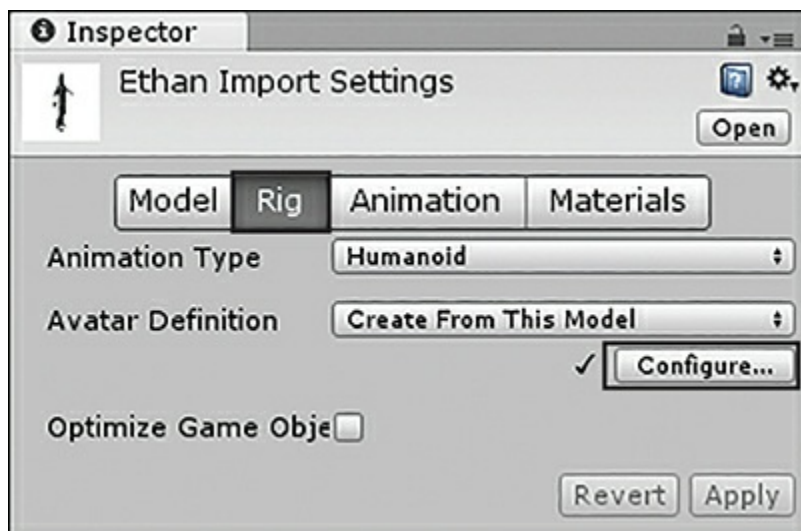 Inspector
Ethan Import Settings
Open
Model Rig Animation Materials
Animation Type Humanoid
Avatar Definition Create From This Model
✓ Configure...
Optimize Game Obje
Revert Apply